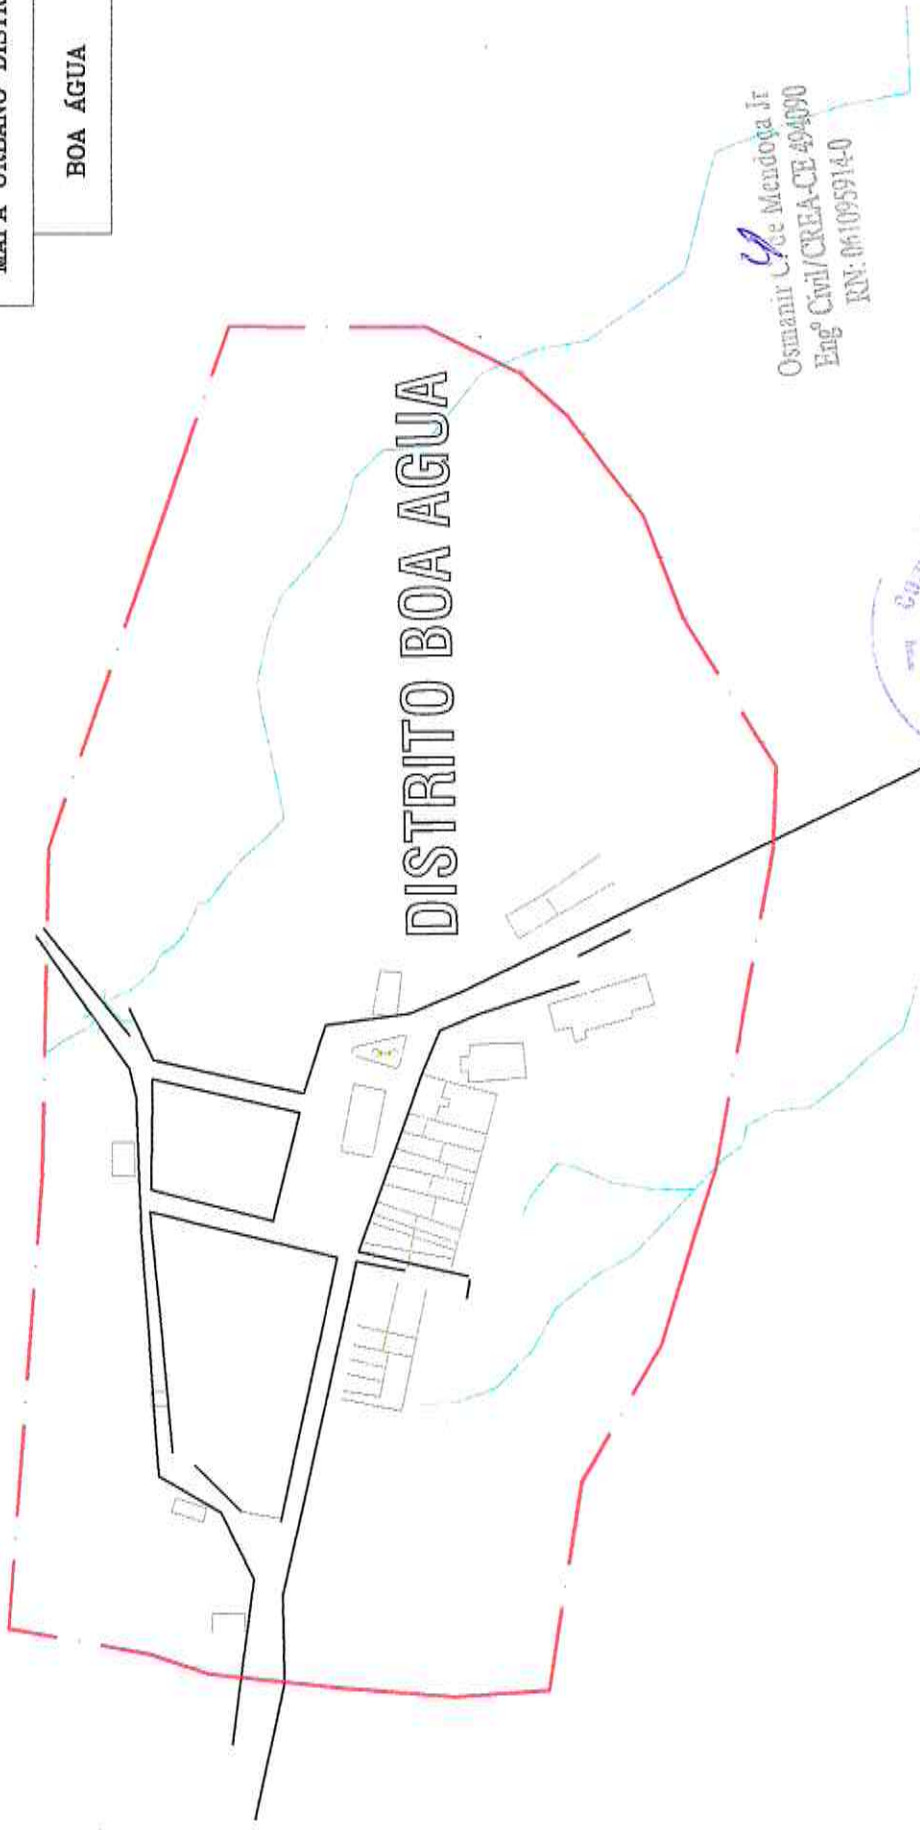 MAPA URBANO
BOA ÁGUA
DISTRITO BOA AGUA
Osmanir C. de Mendoça Jr
Engº Civil/CREA-CE 494090
RN: 061095914-0